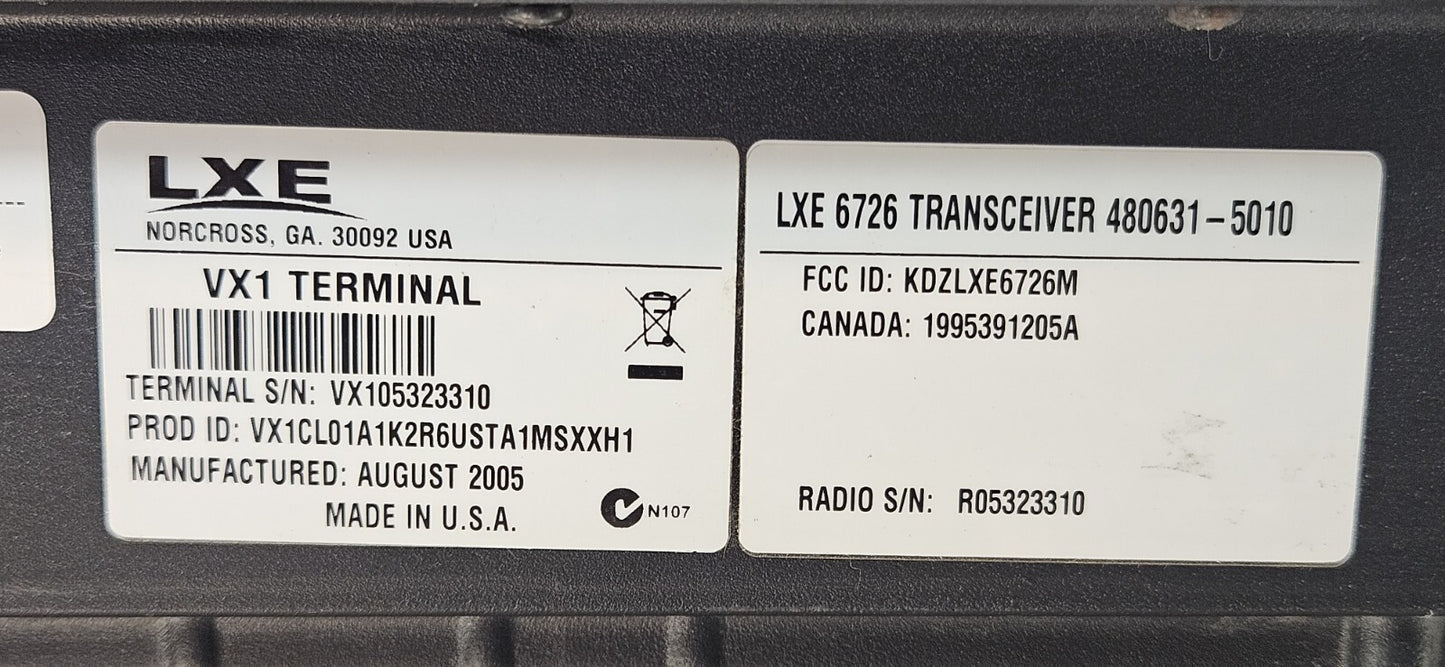 LXE
NORCROSS, GA. 30092 USA
VX1 TERMINAL
TERMINAL S/N: VX105323310
PROD ID: VX1CL01A1K2R6USTA1MSXXH1
MANUFACTURED: AUGUST 2005
MADE IN U.S.A.
N107
LXE 6726 TRANSCEIVER 480631-5010
FCC ID: KDZLXE6726M
CANADA: 1995391205A
RADIO S/N: R05323310